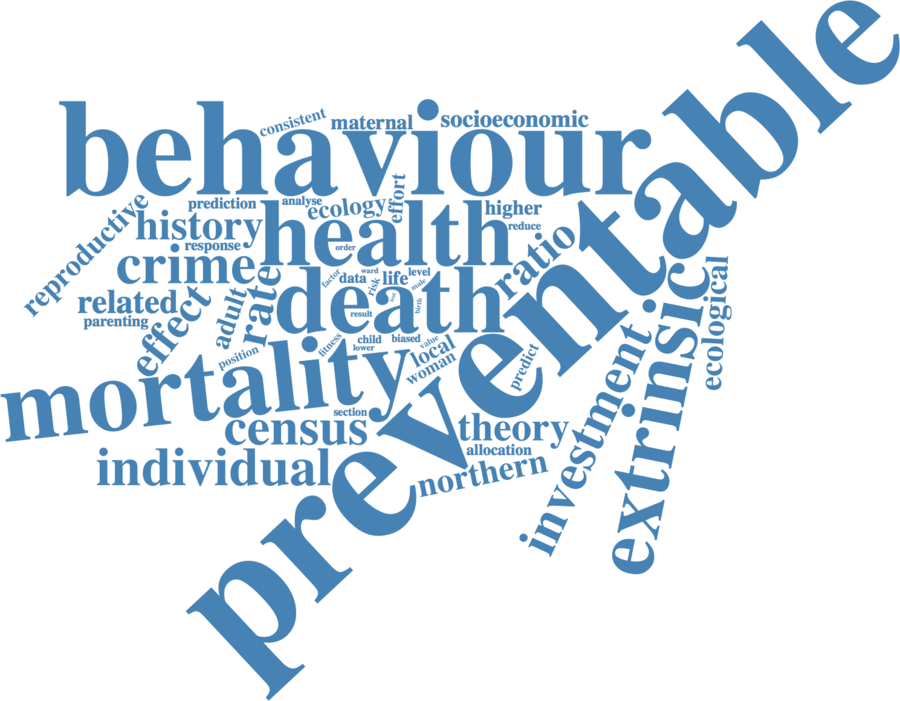 preventable
behaviour
consistent
maternal
socioeconomic
prediction
analyse
ecology
effort
higher
reduce
reproductive
history
response
health
order
ratio
crime
related
parenting
effect
adult
rate
death
factor
ward
data
risk
life
level
male
birth
result
ecological
extrinsic
investment
position
fitness
child
lower
biased
value
local
woman
predict
mortality
section
census
theory
allocation
individual
northern